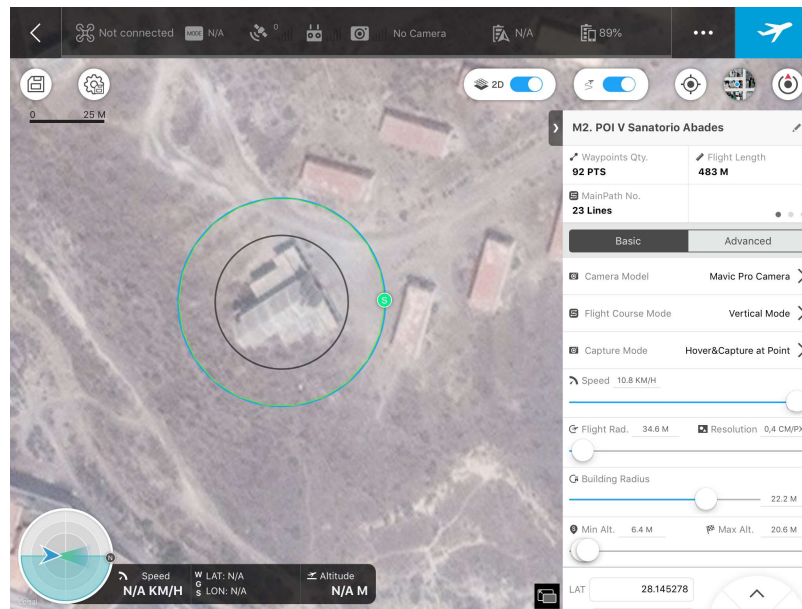 Not connected MODE N/A 0 No Camera N/A 89% •••
2D
0 25 M
M2. POI V Sanatorio Abades
Waypoints Qty. Flight Length
92 PTS 483 M
MainPath No.
23 Lines
Basic Advanced
Camera Model Mavic Pro Camera
Flight Course Mode Vertical Mode
Capture Mode Hover&Capture at Point
Speed 10.8 KM/H
Flight Rad. 34.6 M Resolution 0,4 CM/PX
Building Radius
22.2 M
Min Alt. 6.4 M Max Alt. 20.6 M
LAT 28.145278
S
N
Speed WGS LAT: N/A Altitude
N/A KM/H LON: N/A N/A M